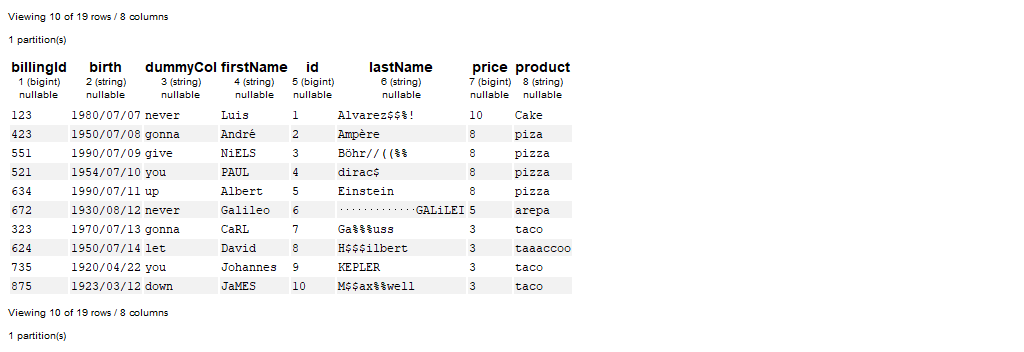 Viewing 10 of 19 rows / 8 columns
1 partition(s)
billingId birth dummyCol firstName id lastName price product
1 (bigint) 2 (string) 3 (string) 4 (string) 5 (bigint) 6 (string) 7 (bigint) 8 (string)
nullable nullable nullable nullable nullable nullable nullable nullable
123 1980/07/07 never Luis 1 Alvarez$$%! 10 Cake
423 1950/07/08 gonna André 2 Ampère 8 piza
551 1990/07/09 give NiELS 3 Böhr//((%% 8 pizza
521 1954/07/10 you PAUL 4 dirac$ 8 pizza
634 1990/07/11 up Albert 5 Einstein 8 pizza
672 1930/08/12 never Galileo 6 ·············GALiLEI 5 arepa
323 1970/07/13 gonna CaRL 7 Ga%%%uss 3 taco
624 1950/07/14 let David 8 H$$$ilbert 3 taaaccoo
735 1920/04/22 you Johannes 9 KEPLER 3 taco
875 1923/03/12 down JaMES 10 M$$ax%%well 3 taco
Viewing 10 of 19 rows / 8 columns
1 partition(s)